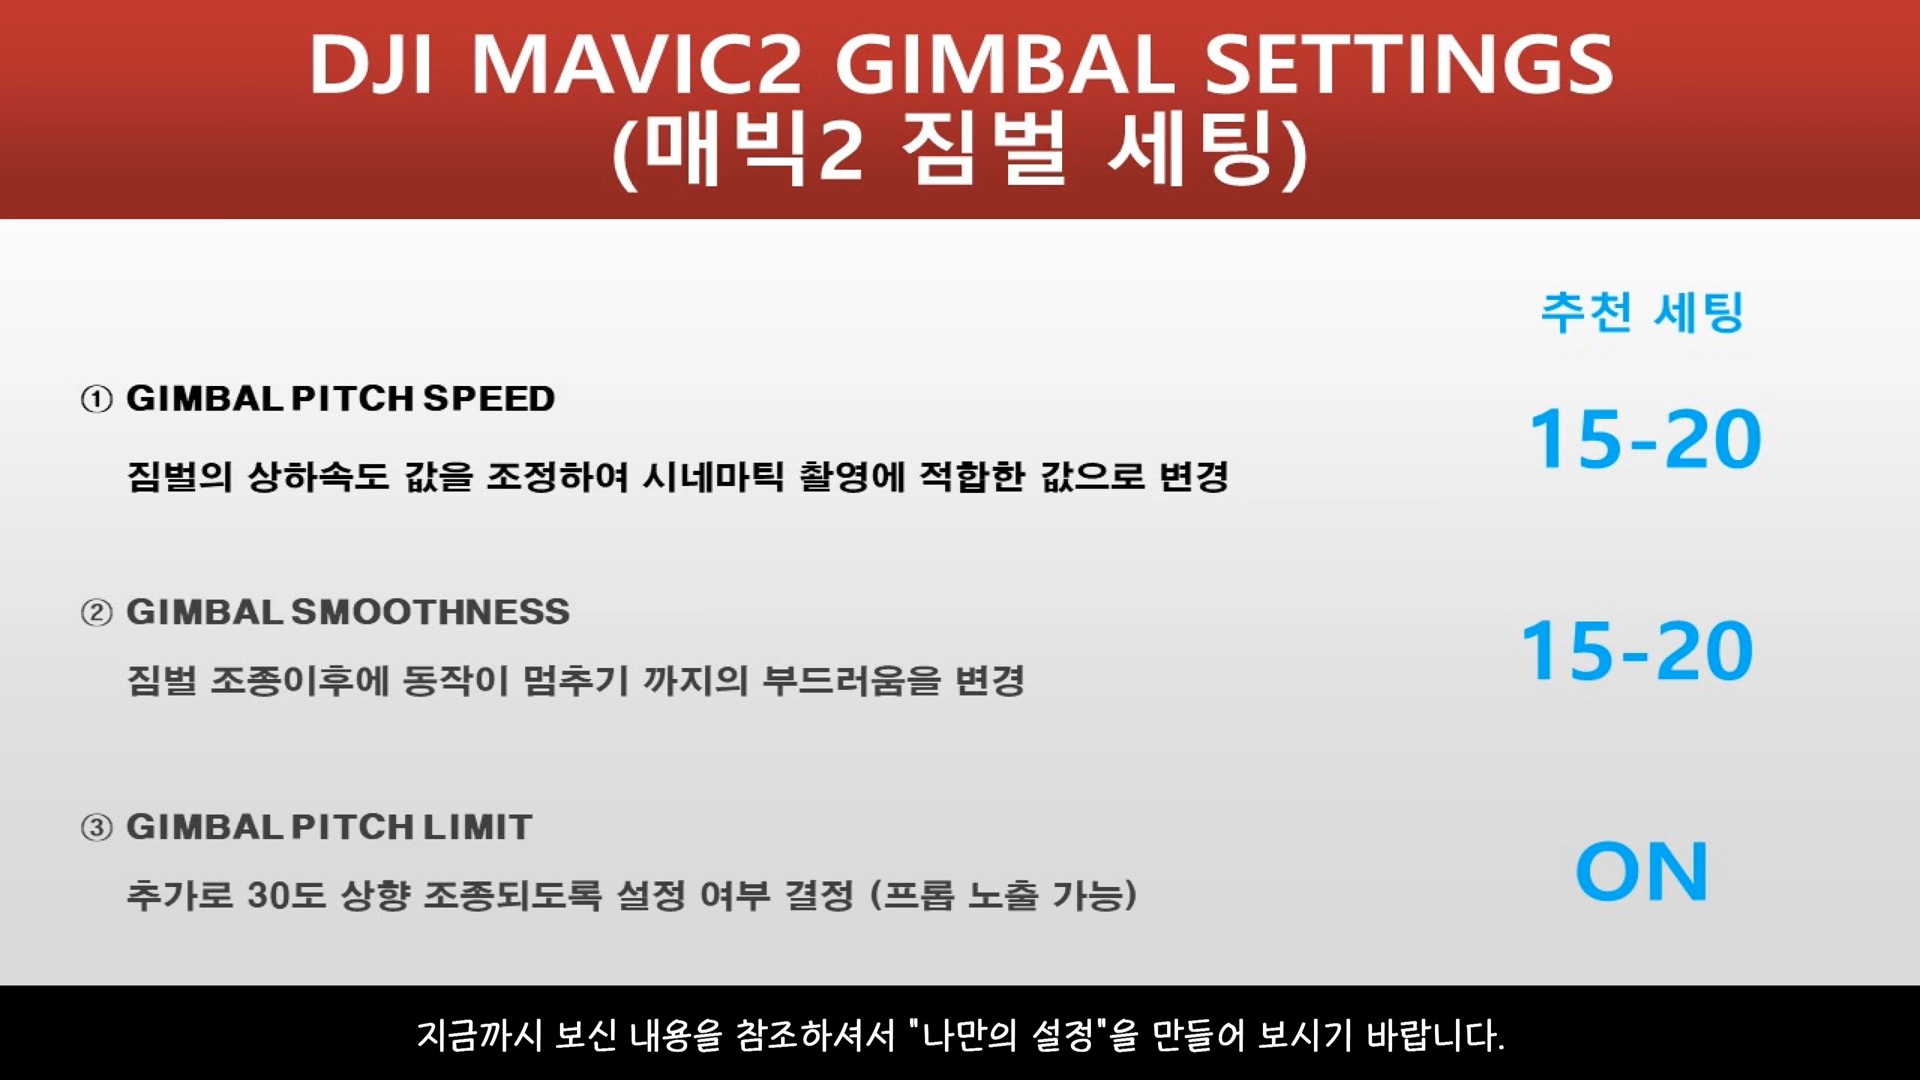 DJI MAVIC2 GIMBAL SETTINGS
(매빅2 짐벌 세팅)
추천 세팅
① GIMBAL PITCH SPEED
15-20
짐벌의 상하속도 값을 조정하여 시네마틱 촬영에 적합한 값으로 변경
② GIMBAL SMOOTHNESS
15-20
짐벌 조종이후에 동작이 멈추기 까지의 부드러움을 변경
③ GIMBAL PITCH LIMIT
ON
추가로 30도 상향 조종되도록 설정 여부 결정 (프롭 노출 가능)
지금까시 보신 내용을 참조하셔서 "나만의 설정"을 만들어 보시기 바랍니다.